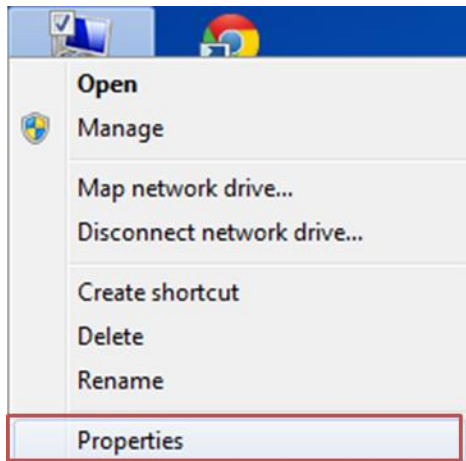 Open
Manage
Map network drive...
Disconnect network drive...
Create shortcut
Delete
Rename
Properties